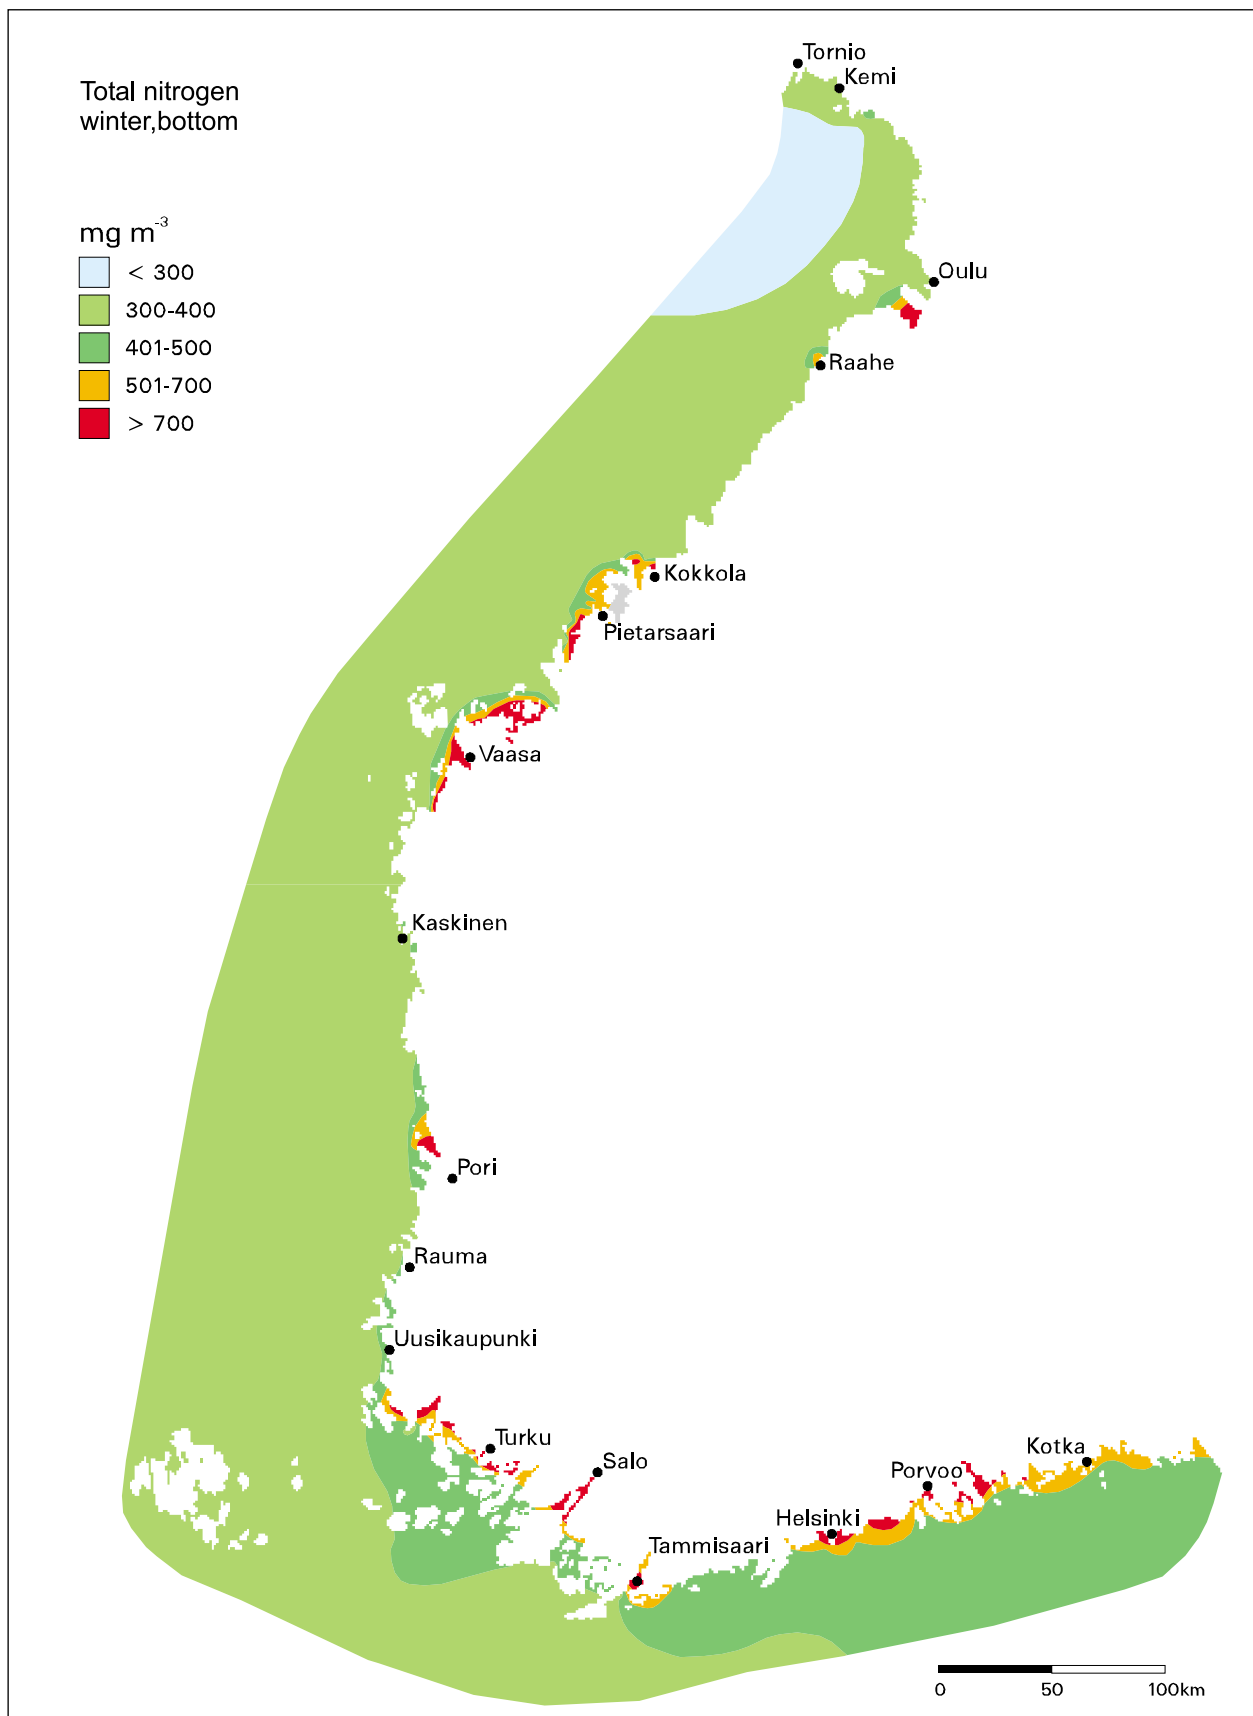 Total nitrogen
winter,bottom
mg m⁻³
< 300
300-400
401-500
501-700
> 700
Tornio
Kemi
Oulu
Raahe
Kokkola
Pietarsaari
Vaasa
Kaskinen
Pori
Rauma
Uusikaupunki
Turku
Salo
Kotka
Porvoo
Helsinki
Tammisaari
0 50 100km